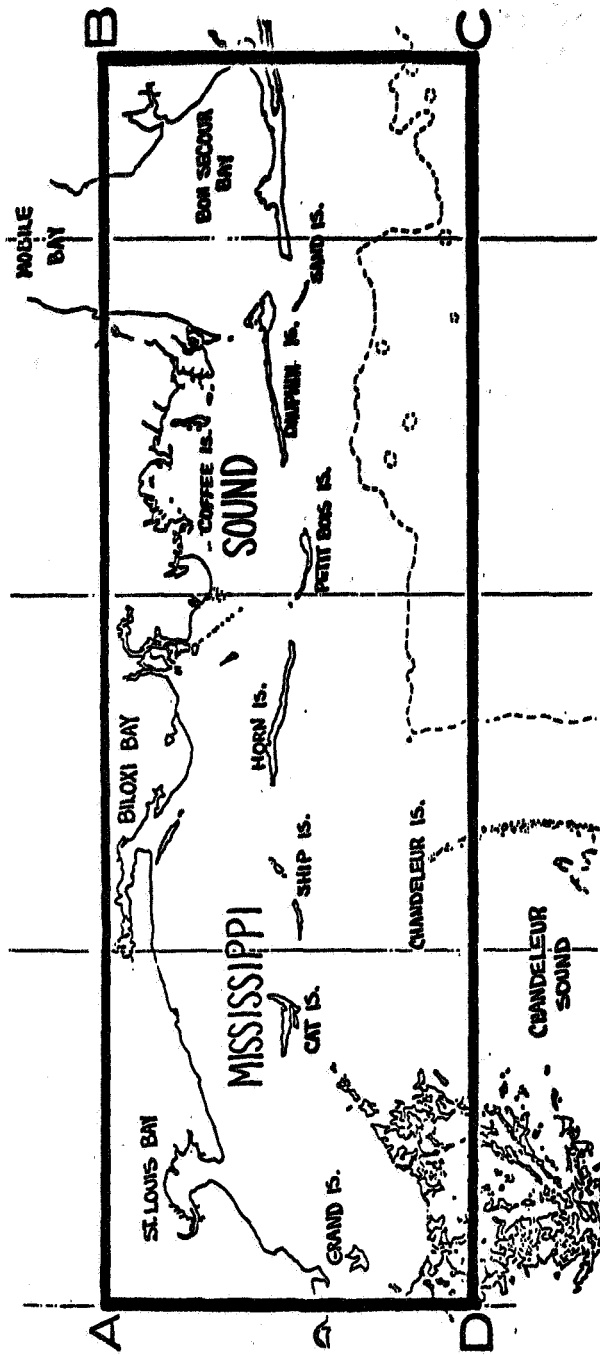 A
B
MOBILE
BAY
ST. LOUIS BAY
BILOXI BAY
BON SECOUR
BAY
COFFEE IS.
MISSISSIPPI
SOUND
GRAND IS.
CAT IS.
SHIP IS.
HORN IS.
PETIT BOIS IS.
DAUPHIN IS.
SAND IS.
CHANDELEUR IS.
D
C
CHANDELEUR
SOUND